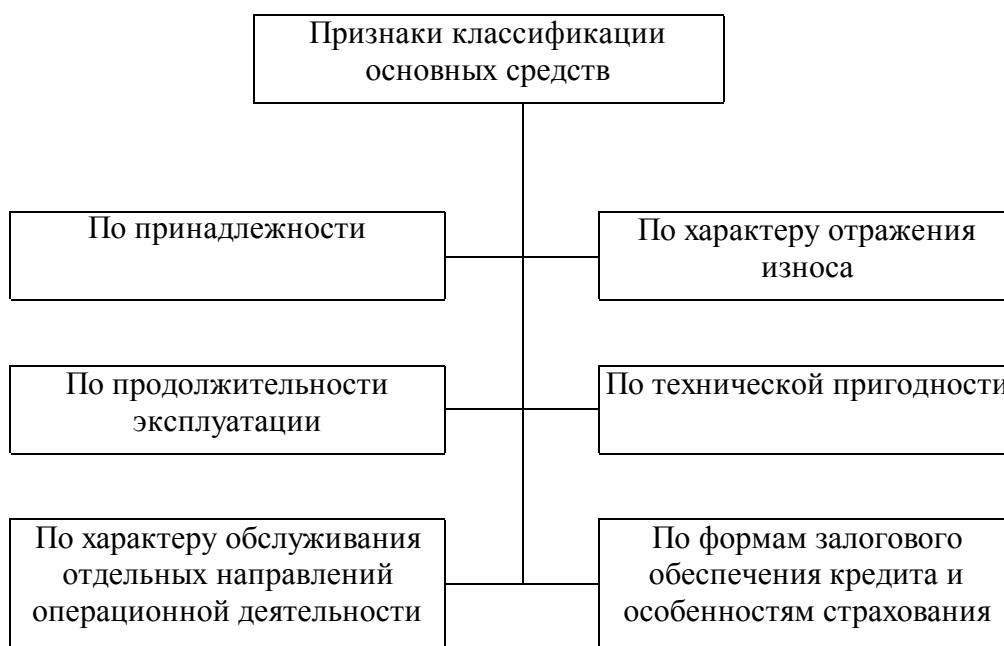 Признаки классификации
основных средств
По принадлежности
По характеру отражения
износа
По продолжительности
эксплуатации
По технической пригодности
По характеру обслуживания
отдельных направлений
операционной деятельности
По формам залогового
обеспечения кредита и
особенностям страхования